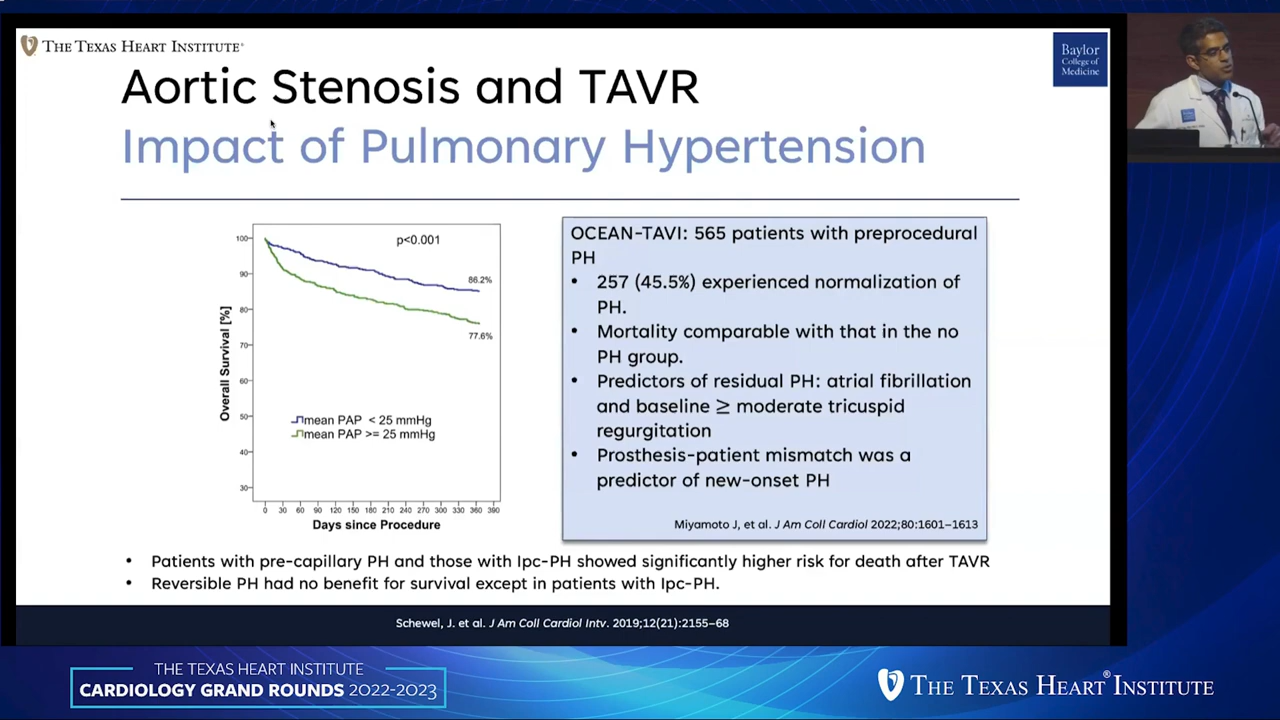 THE TEXAS HEART INSTITUTE®
Baylor
College of
Medicine
Aortic Stenosis and TAVR
Impact of Pulmonary Hypertension
p<0.001
86.2%
77.6%
Overall Survival [%]
100
90
80
70
60
50
40
30
mean PAP < 25 mmHg
mean PAP >= 25 mmHg
0 30 60 90 120 150 180 210 240 270 300 330 360 390
Days since Procedure
OCEAN-TAVI: 565 patients with preprocedural
PH
• 257 (45.5%) experienced normalization of
PH.
• Mortality comparable with that in the no
PH group.
• Predictors of residual PH: atrial fibrillation
and baseline ≥ moderate tricuspid
regurgitation
• Prosthesis-patient mismatch was a
predictor of new-onset PH
Miyamoto J, et al. J Am Coll Cardiol 2022;80:1601–1613
• Patients with pre-capillary PH and those with Ipc-PH showed significantly higher risk for death after TAVR
• Reversible PH had no benefit for survival except in patients with Ipc-PH.
Schewel, J. et al. J Am Coll Cardiol Intv. 2019;12(21):2155–68
THE TEXAS HEART INSTITUTE
CARDIOLOGY GRAND ROUNDS 2022-2023
THE TEXAS HEART® INSTITUTE